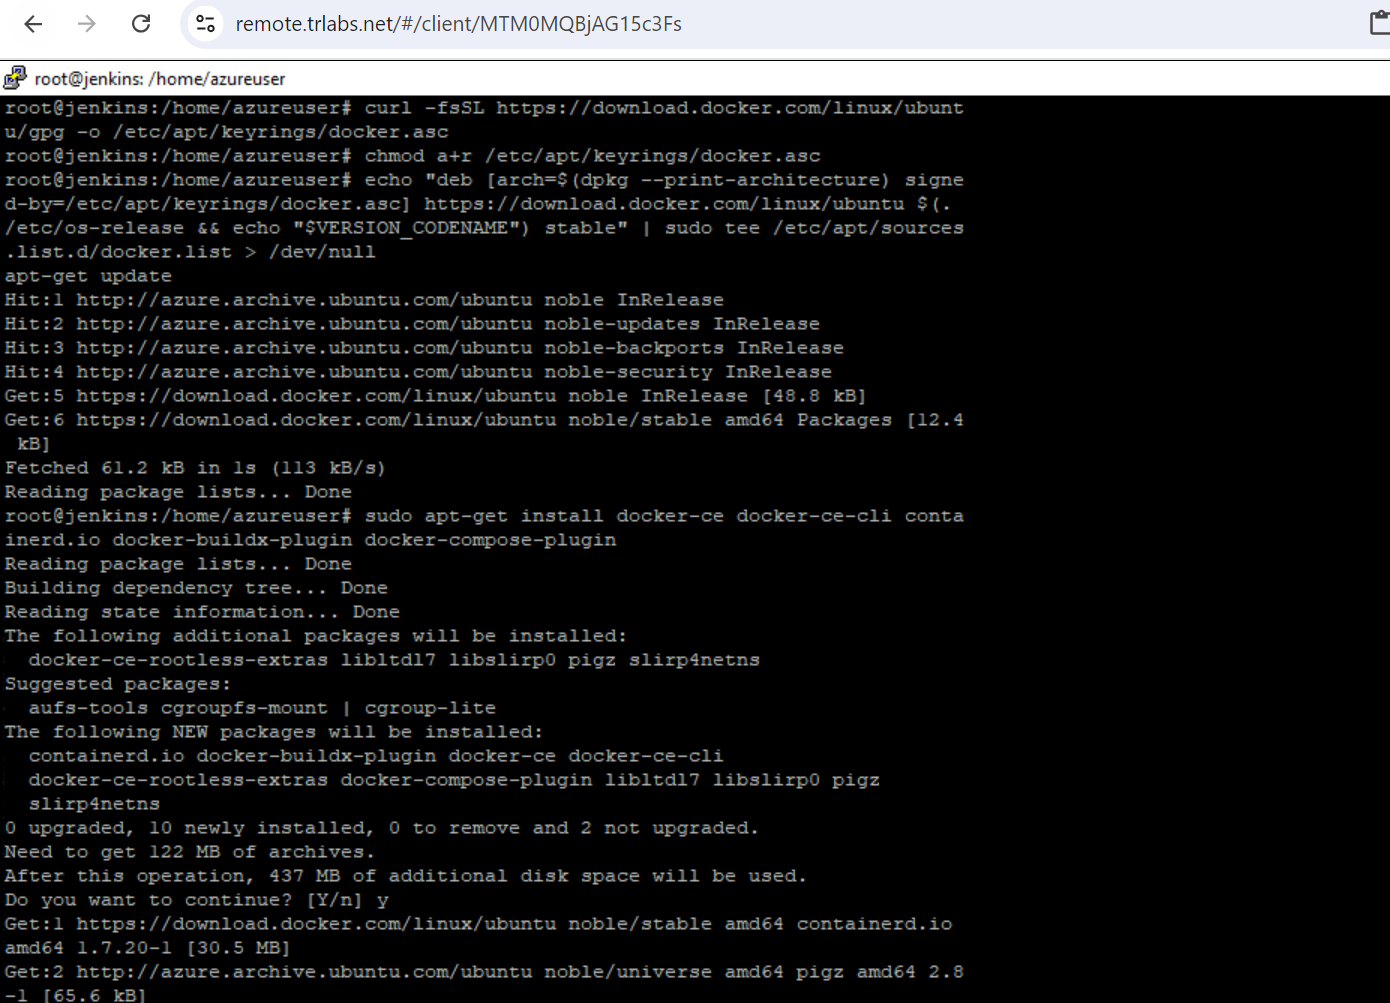 remote.trlabs.net/#/client/MTM0MQBjAG15c3Fs
root@jenkins: /home/azureuser
root@jenkins:/home/azureuser# curl -fsSL https://download.docker.com/linux/ubunt
u/gpg -o /etc/apt/keyrings/docker.asc
root@jenkins:/home/azureuser# chmod a+r /etc/apt/keyrings/docker.asc
root@jenkins:/home/azureuser# echo "deb [arch=$(dpkg --print-architecture) signe
d-by=/etc/apt/keyrings/docker.asc] https://download.docker.com/linux/ubuntu $(.
/etc/os-release && echo "$VERSION_CODENAME") stable" | sudo tee /etc/apt/sources
.list.d/docker.list > /dev/null
apt-get update
Hit:1 http://azure.archive.ubuntu.com/ubuntu noble InRelease
Hit:2 http://azure.archive.ubuntu.com/ubuntu noble-updates InRelease
Hit:3 http://azure.archive.ubuntu.com/ubuntu noble-backports InRelease
Hit:4 http://azure.archive.ubuntu.com/ubuntu noble-security InRelease
Get:5 https://download.docker.com/linux/ubuntu noble InRelease [48.8 kB]
Get:6 https://download.docker.com/linux/ubuntu noble/stable amd64 Packages [12.4
 kB]
Fetched 61.2 kB in 1s (113 kB/s)
Reading package lists... Done
root@jenkins:/home/azureuser# sudo apt-get install docker-ce docker-ce-cli conta
inerd.io docker-buildx-plugin docker-compose-plugin
Reading package lists... Done
Building dependency tree... Done
Reading state information... Done
The following additional packages will be installed:
  docker-ce-rootless-extras libltdl7 libslirp0 pigz slirp4netns
Suggested packages:
  aufs-tools cgroupfs-mount | cgroup-lite
The following NEW packages will be installed:
  containerd.io docker-buildx-plugin docker-ce docker-ce-cli
  docker-ce-rootless-extras docker-compose-plugin libltdl7 libslirp0 pigz
  slirp4netns
0 upgraded, 10 newly installed, 0 to remove and 2 not upgraded.
Need to get 122 MB of archives.
After this operation, 437 MB of additional disk space will be used.
Do you want to continue? [Y/n] y
Get:1 https://download.docker.com/linux/ubuntu noble/stable amd64 containerd.io
amd64 1.7.20-1 [30.5 MB]
Get:2 http://azure.archive.ubuntu.com/ubuntu noble/universe amd64 pigz amd64 2.8
-1 [65.6 kB]